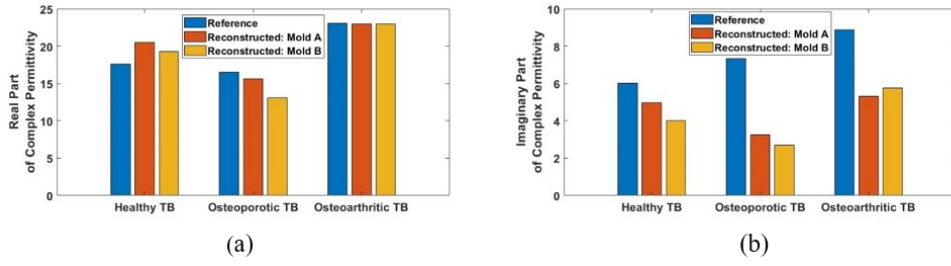 Real Part
of Complex Permittivity
25
20
15
10
5
0
Reference
Reconstructed: Mold A
Reconstructed: Mold B
Healthy TB
Osteoporotic TB
Osteoarthritic TB
(a)
Imaginary Part
of Complex Permittivity
10
8
6
4
2
0
Reference
Reconstructed: Mold A
Reconstructed: Mold B
Healthy TB
Osteoporotic TB
Osteoarthritic TB
(b)